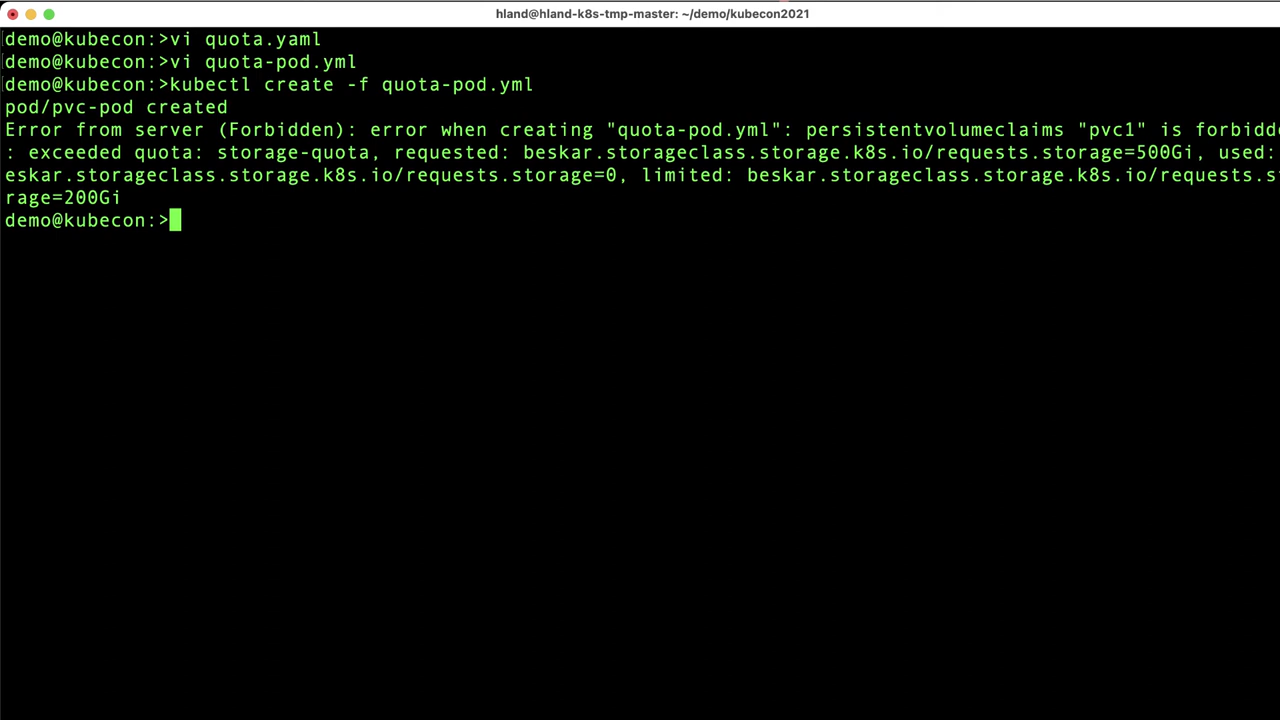 hland@hland-k8s-tmp-master: ~/demo/kubecon2021
demo@kubecon:>vi quota.yaml
demo@kubecon:>vi quota-pod.yml
demo@kubecon:>kubectl create -f quota-pod.yml
pod/pvc-pod created
Error from server (Forbidden): error when creating "quota-pod.yml": persistentvolumeclaims "pvc1" is forbidde
: exceeded quota: storage-quota, requested: beskar.storageclass.storage.k8s.io/requests.storage=500Gi, used:
eskar.storageclass.storage.k8s.io/requests.storage=0, limited: beskar.storageclass.storage.k8s.io/requests.s
rage=200Gi
demo@kubecon:>